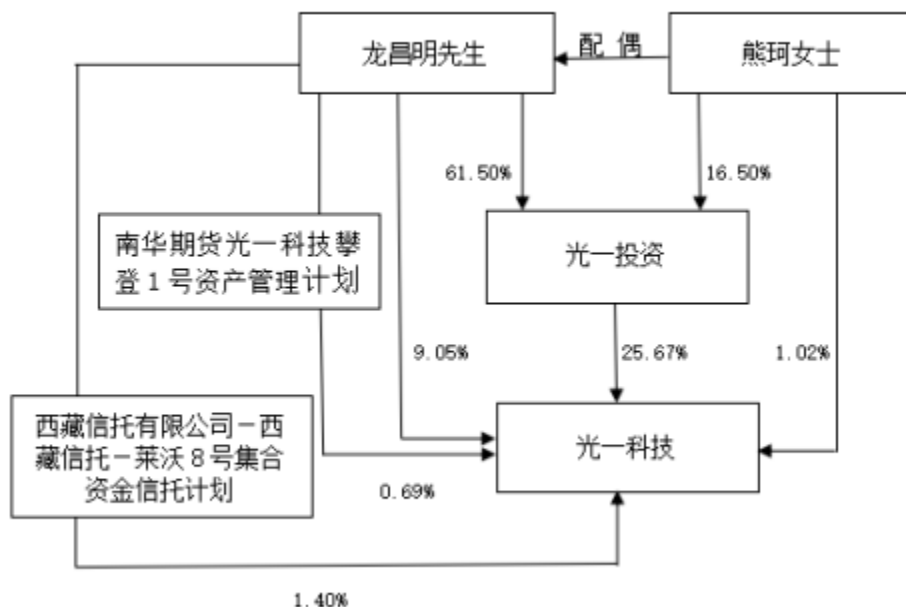 龙昌明先生
配 偶
熊珂女士
61.50%
16.50%
南华期货光一科技攀
登1号资产管理计划
光一投资
9.05%
25.67%
1.02%
西藏信托有限公司－西
藏信托－莱沃8号集合
资金信托计划
光一科技
0.69%
1.40%